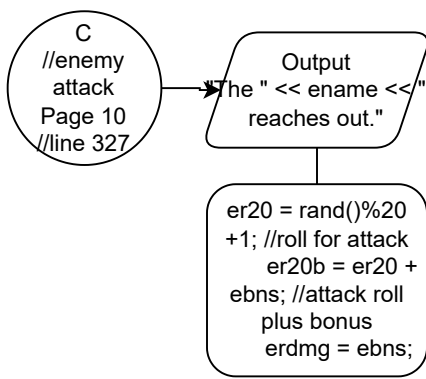 C
//enemy
attack
Page 10
//line 327
Output
"The " << ename << "
reaches out."
er20 = rand()%20
+1; //roll for attack
er20b = er20 +
ebns; //attack roll
plus bonus
erdmg = ebns;